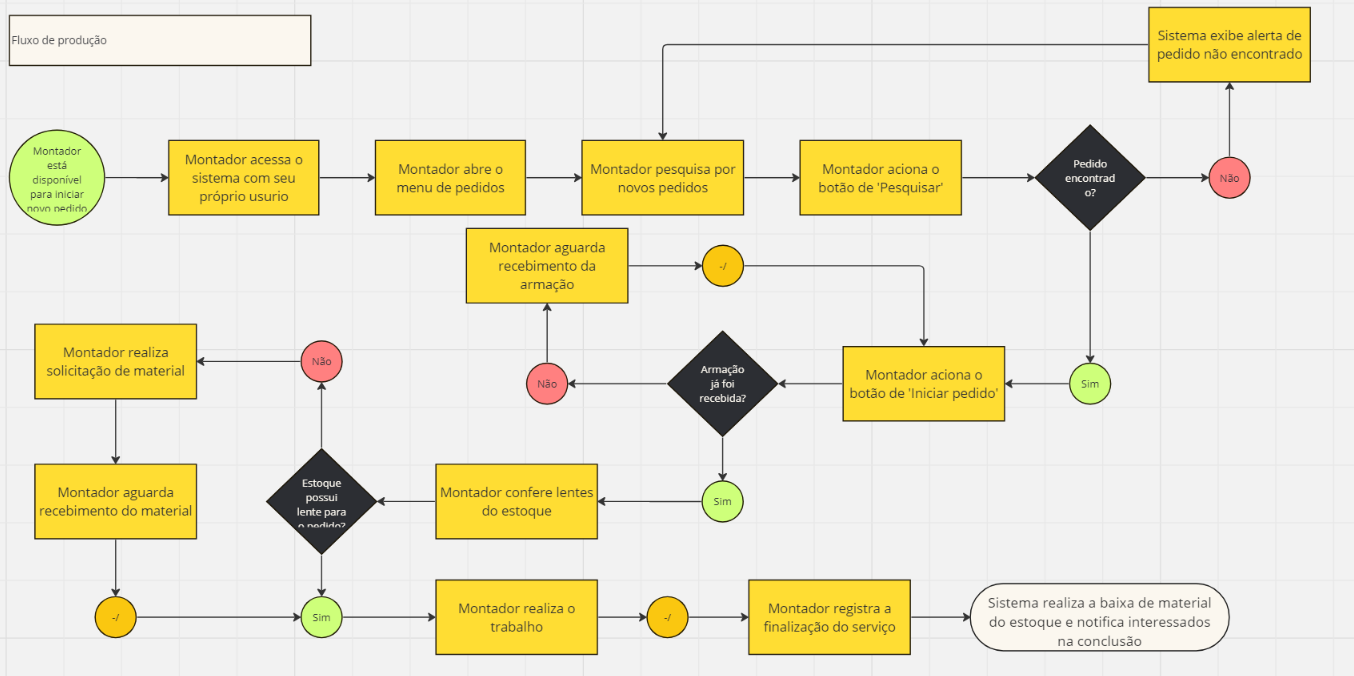 Fluxo de produção
Sistema exibe alerta de
pedido não encontrado
Montador
está
disponível
para iniciar
novo pedido
Montador acessa o
sistema com seu
próprio usurio
Montador abre o
menu de pedidos
Montador pesquisa por
novos pedidos
Montador aciona o
botão de 'Pesquisar'
Pedido
encontrad
o?
Não
Montador aguarda
recebimento da
armação
-/
Montador realiza
solicitação de material
Não
Não
Armação
já foi
recebida?
Montador aciona o
botão de 'Iniciar pedido'
Sim
Montador aguarda
recebimento do material
Estoque
possui
lente para
o pedido?
Montador confere lentes
do estoque
Sim
-/
Sim
Montador realiza o
trabalho
-/
Montador registra a
finalização do serviço
Sistema realiza a baixa de material
do estoque e notifica interessados
na conclusão